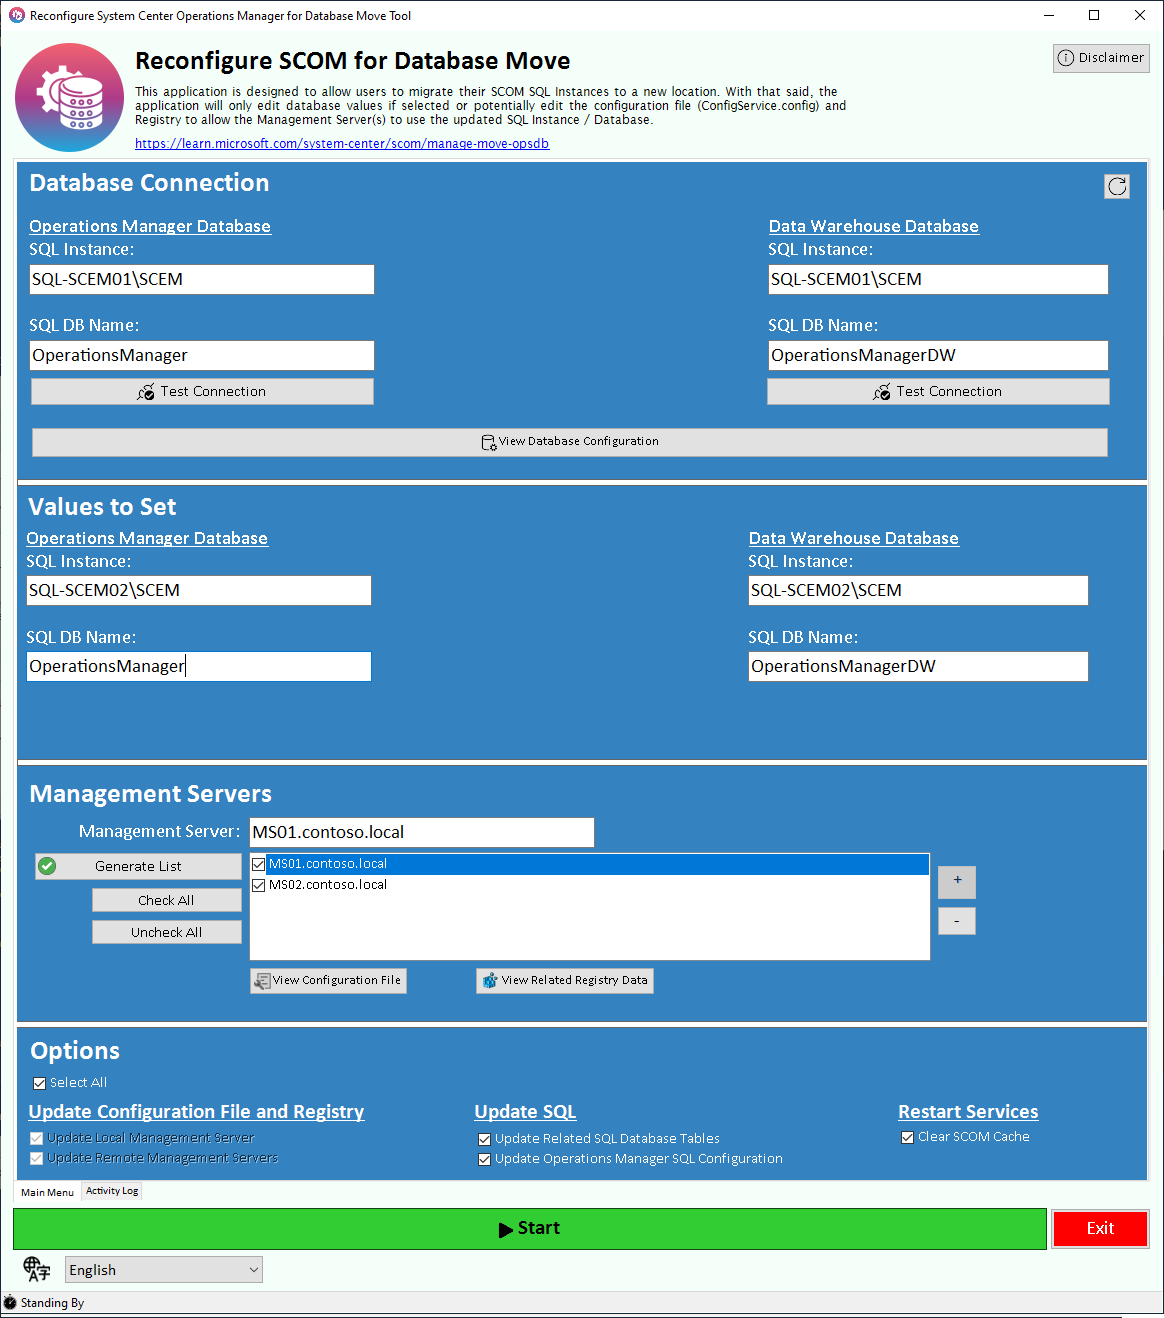 Reconfigure System Center Operations Manager for Database Move Tool
Reconfigure SCOM for Database Move
Disclaimer
This application is designed to allow users to migrate their SCOM SQL Instances to a new location. With that said, the
application will only edit database values if selected or potentially edit the configuration file (ConfigService.config) and
Registry to allow the Management Server(s) to use the updated SQL Instance / Database.
https://learn.microsoft.com/system-center/scom/manage-move-opsdb
Database Connection
Operations Manager Database
SQL Instance:
SQL-SCEM01\SCEM
SQL DB Name:
OperationsManager
Test Connection
Data Warehouse Database
SQL Instance:
SQL-SCEM01\SCEM
SQL DB Name:
OperationsManagerDW
Test Connection
View Database Configuration
Values to Set
Operations Manager Database
SQL Instance:
SQL-SCEM02\SCEM
SQL DB Name:
OperationsManager
Data Warehouse Database
SQL Instance:
SQL-SCEM02\SCEM
SQL DB Name:
OperationsManagerDW
Management Servers
Management Server: MS01.contoso.local
Generate List
Check All
Uncheck All
MS01.contoso.local
MS02.contoso.local
+
-
View Configuration File
View Related Registry Data
Options
Select All
Update Configuration File and Registry
Update Local Management Server
Update Remote Management Servers
Update SQL
Update Related SQL Database Tables
Update Operations Manager SQL Configuration
Restart Services
Clear SCOM Cache
Main Menu
Activity Log
Start
Exit
A字
English
Standing By